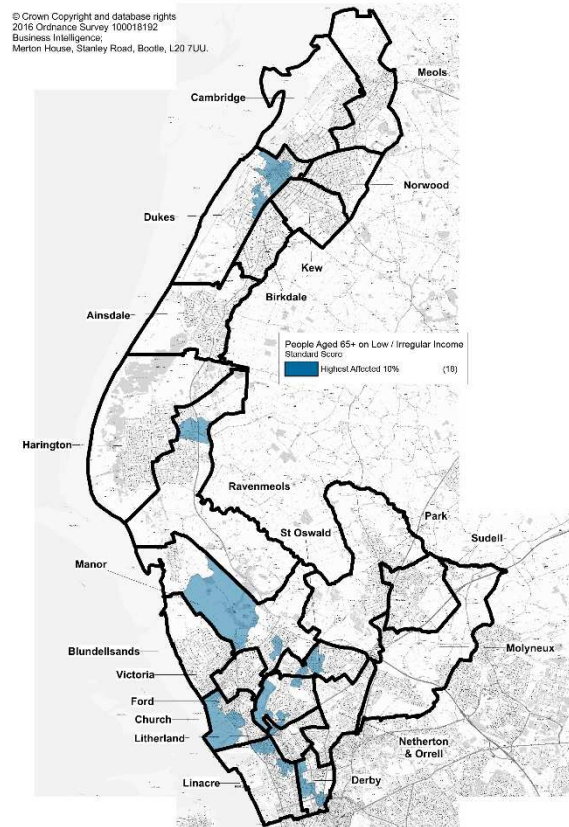 © Crown Copyright and database rights
2016 Ordnance Survey 100018192
Business Intelligence;
Merton House, Stanley Road, Bootle, L20 7UU.
Meols
Cambridge
Norwood
Dukes
Kew
Birkdale
Ainsdale
People Aged 65+ on Low / Irregular Income
Standard Score
Highest Affected 10% (18)
Harington
Ravenmeols
Park
St Oswald
Sudell
Manor
Molyneux
Blundellsands
Victoria
Ford
Church
Litherland
Netherton
& Orrell
Linacre
Derby